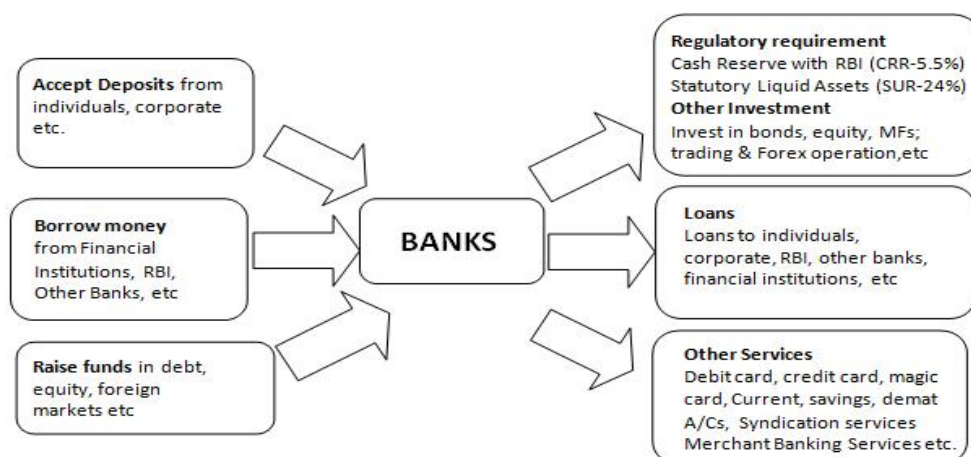 Accept Deposits from
individuals, corporate
etc.
Borrow money
from Financial
Institutions, RBI,
Other Banks, etc
Raise funds in debt,
equity, foreign
markets etc
BANKS
Regulatory requirement
Cash Reserve with RBI (CRR-5.5%)
Statutory Liquid Assets (SUR-24%)
Other Investment
Invest in bonds, equity, MFs;
trading & Forex operation,etc
Loans
Loans to individuals,
corporate, RBI, other banks,
financial institutions, etc
Other Services
Debit card, credit card, magic
card, Current, savings, demat
A/Cs, Syndication services
Merchant Banking Services etc.